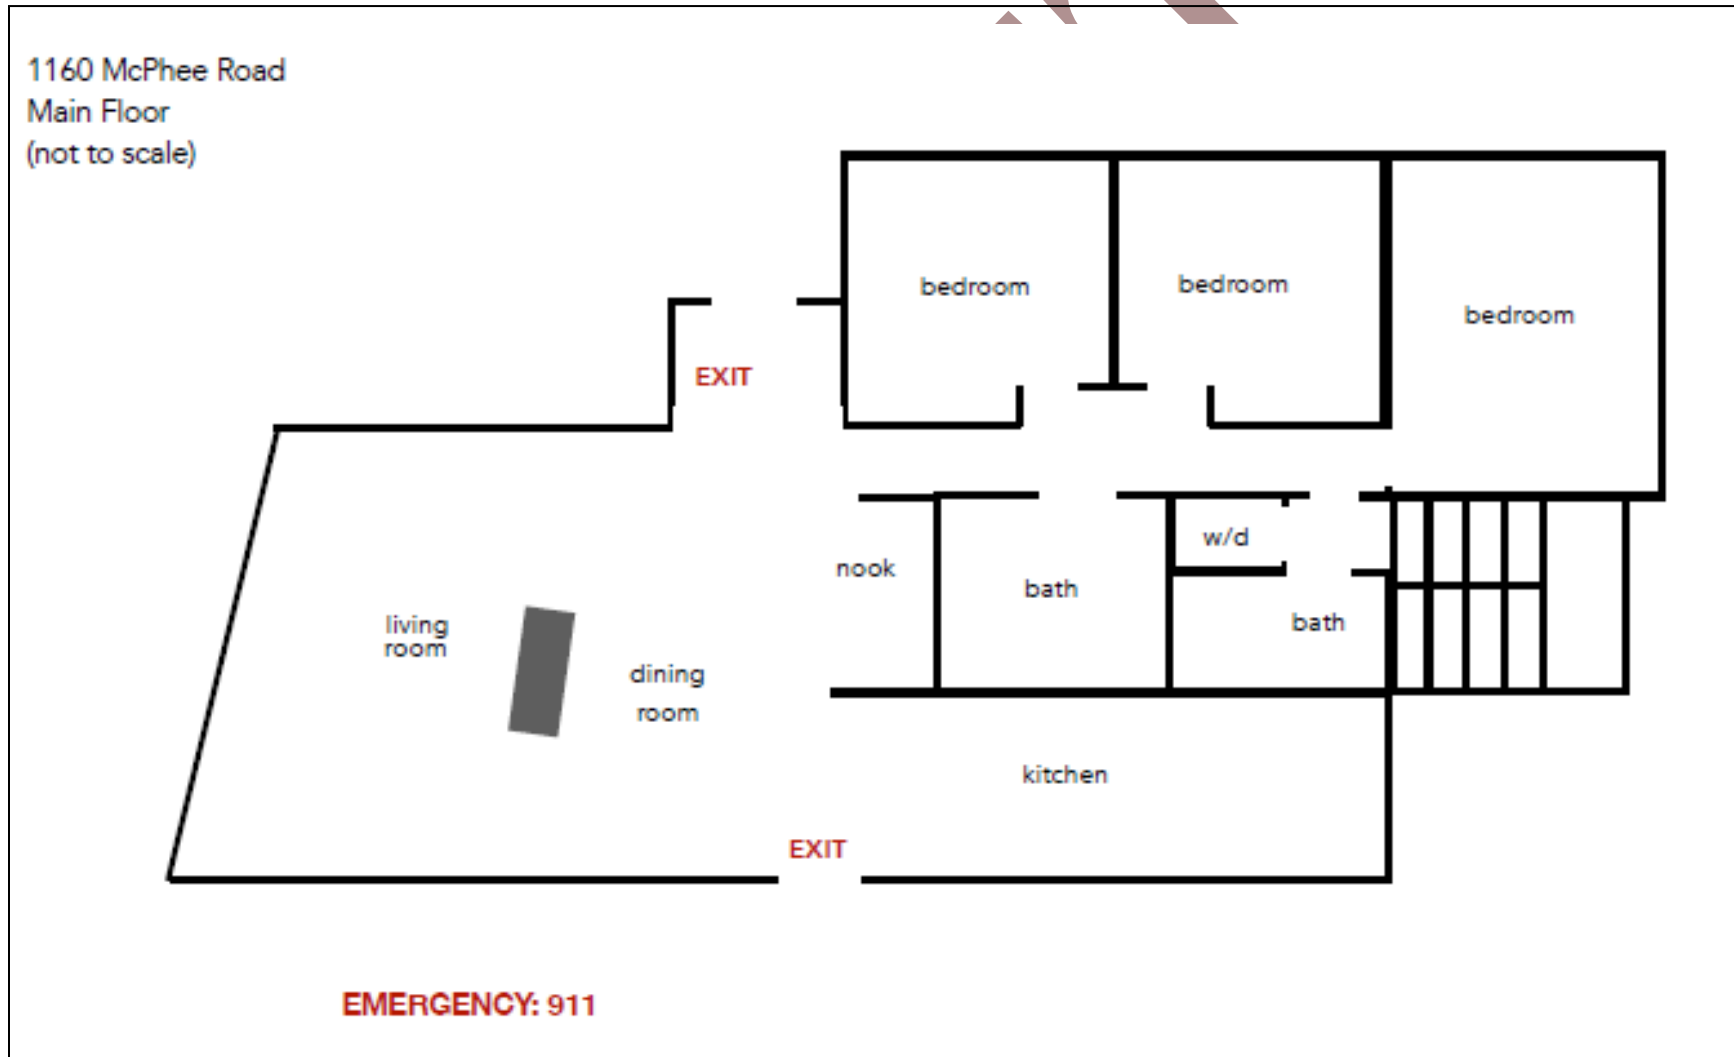 1160 McPhee Road
Main Floor
(not to scale)
bedroom
bedroom
bedroom
EXIT
w/d
nook
bath
bath
living
room
dining
room
kitchen
EXIT
EMERGENCY: 911